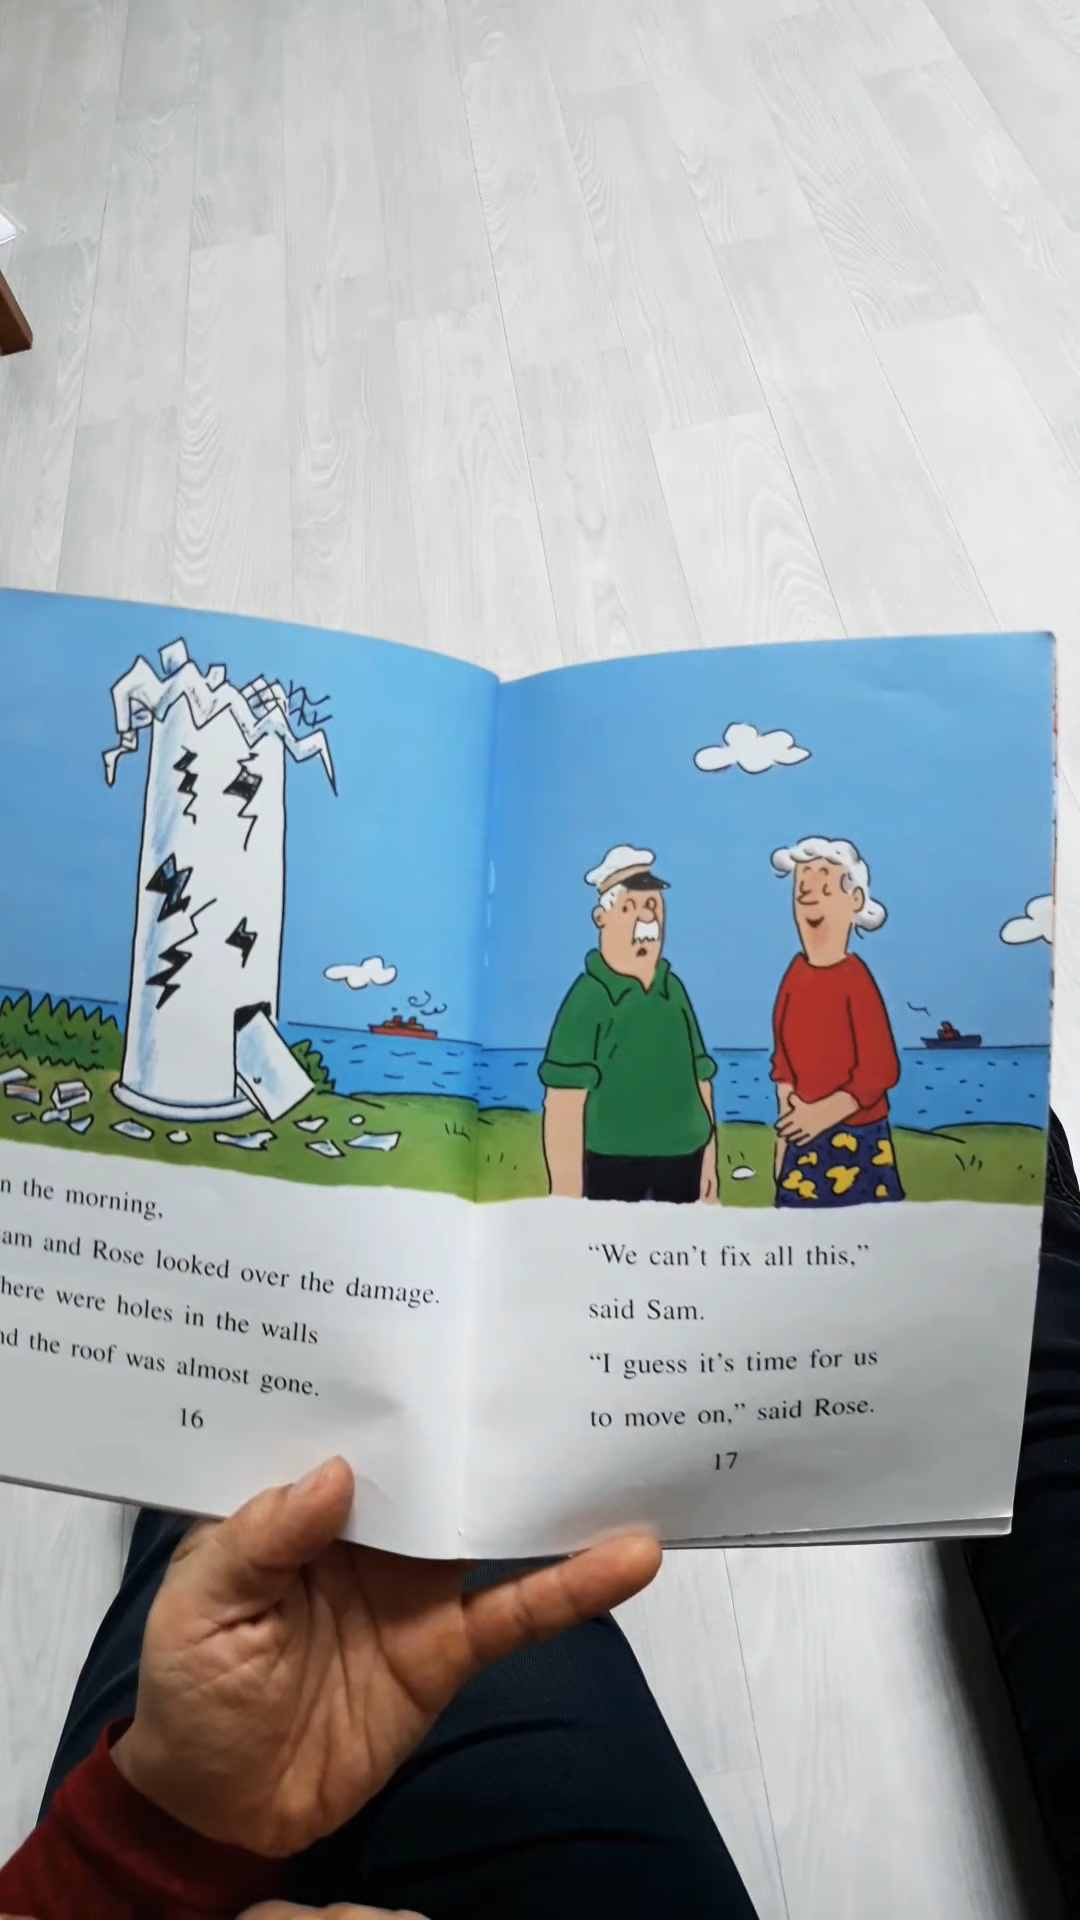 n the morning,
am and Rose looked over the damage.
here were holes in the walls
nd the roof was almost gone.
16
“We can’t fix all this,”
said Sam.
“I guess it’s time for us
to move on,” said Rose.
17